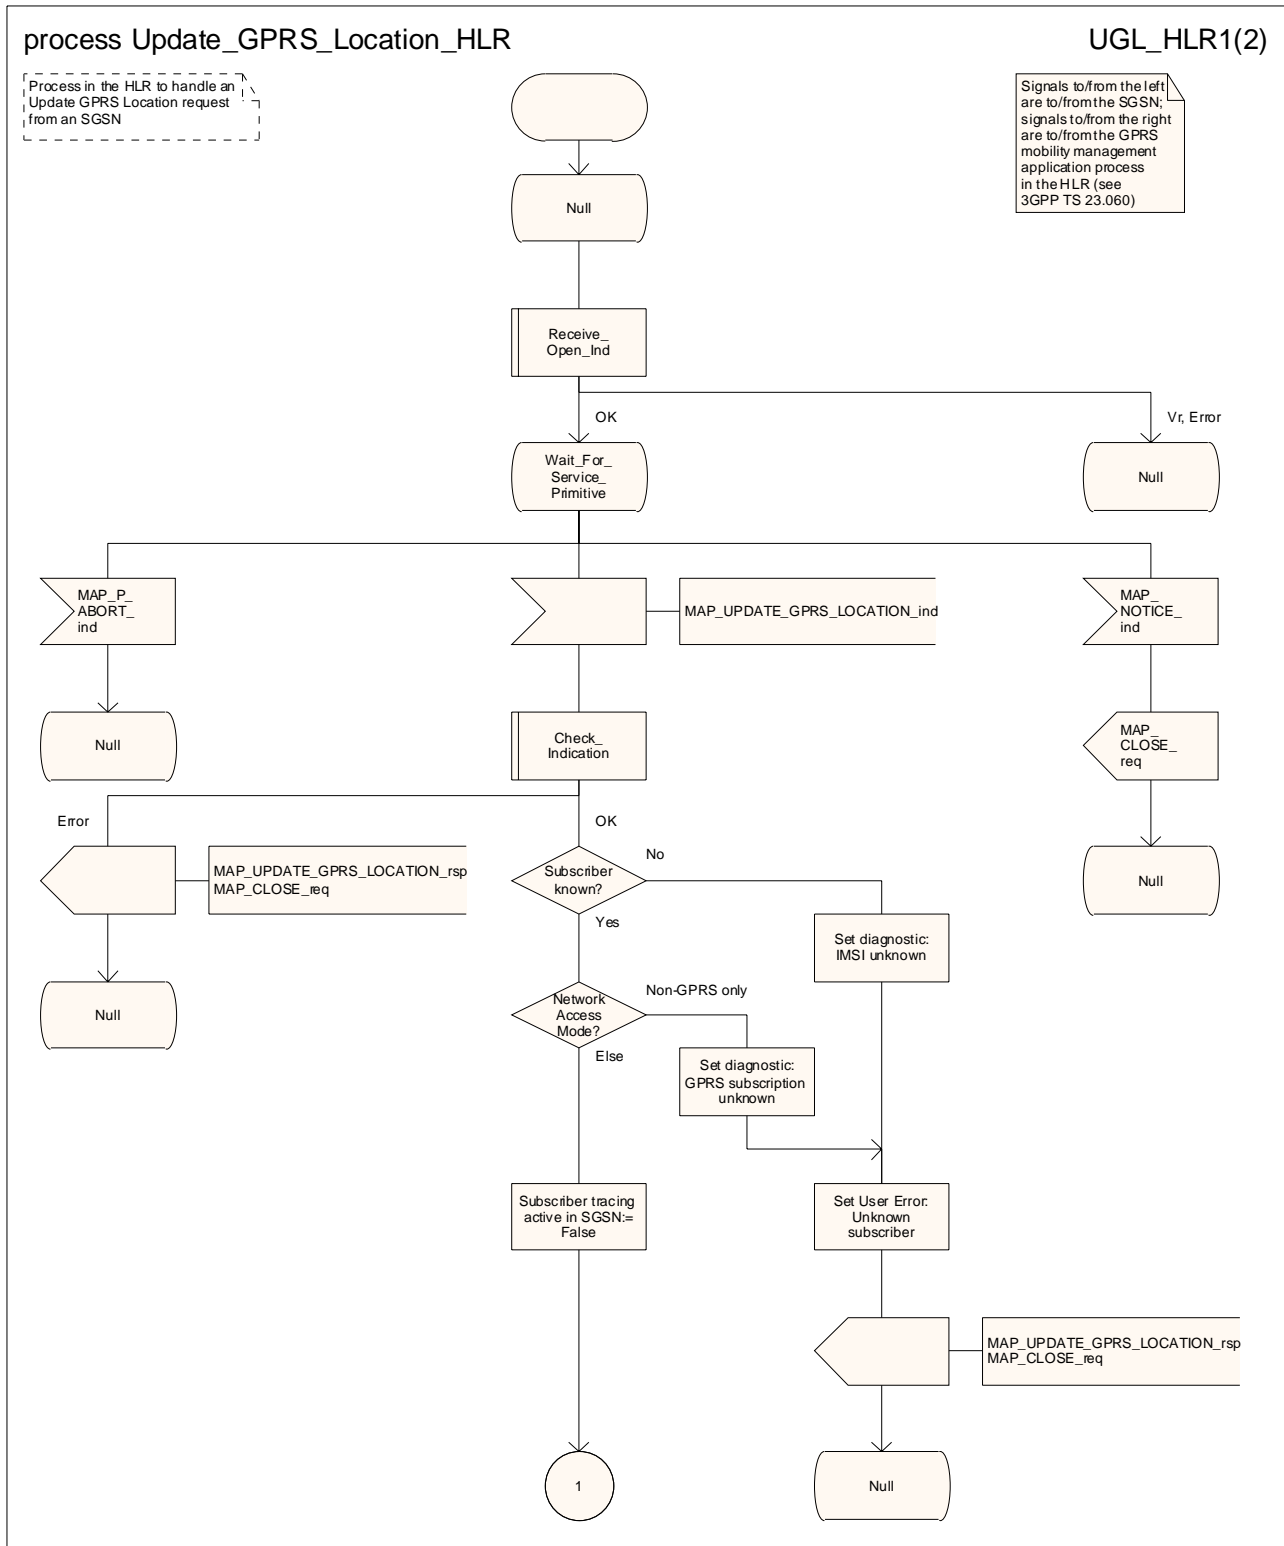 process Update_GPRS_Location_HLR
UGL_HLR1(2)
Process in the HLR to handle an
Update GPRS Location request
from an SGSN
Signals to/from the left
are to/from the SGSN;
signals to/from the right
are to/from the GPRS
mobility management
application process
in the HLR (see
3GPP TS 23.060)
Null
Receive_
Open_Ind
OK
Vr, Error
Wait_For_
Service_
Primitive
Null
MAP_P_
ABORT_
ind
MAP_UPDATE_GPRS_LOCATION_ind
MAP_
NOTICE_
ind
Null
Check_
Indication
MAP_
CLOSE_
req
Error
OK
MAP_UPDATE_GPRS_LOCATION_rsp
MAP_CLOSE_req
Subscriber
known?
No
Yes
Null
Set diagnostic:
IMSI unknown
Null
Network
Access
Mode?
Non-GPRS only
Else
Set diagnostic:
GPRS subscription
unknown
Subscriber tracing
active in SGSN:=
False
Set User Error:
Unknown
subscriber
MAP_UPDATE_GPRS_LOCATION_rsp
MAP_CLOSE_req
1
Null